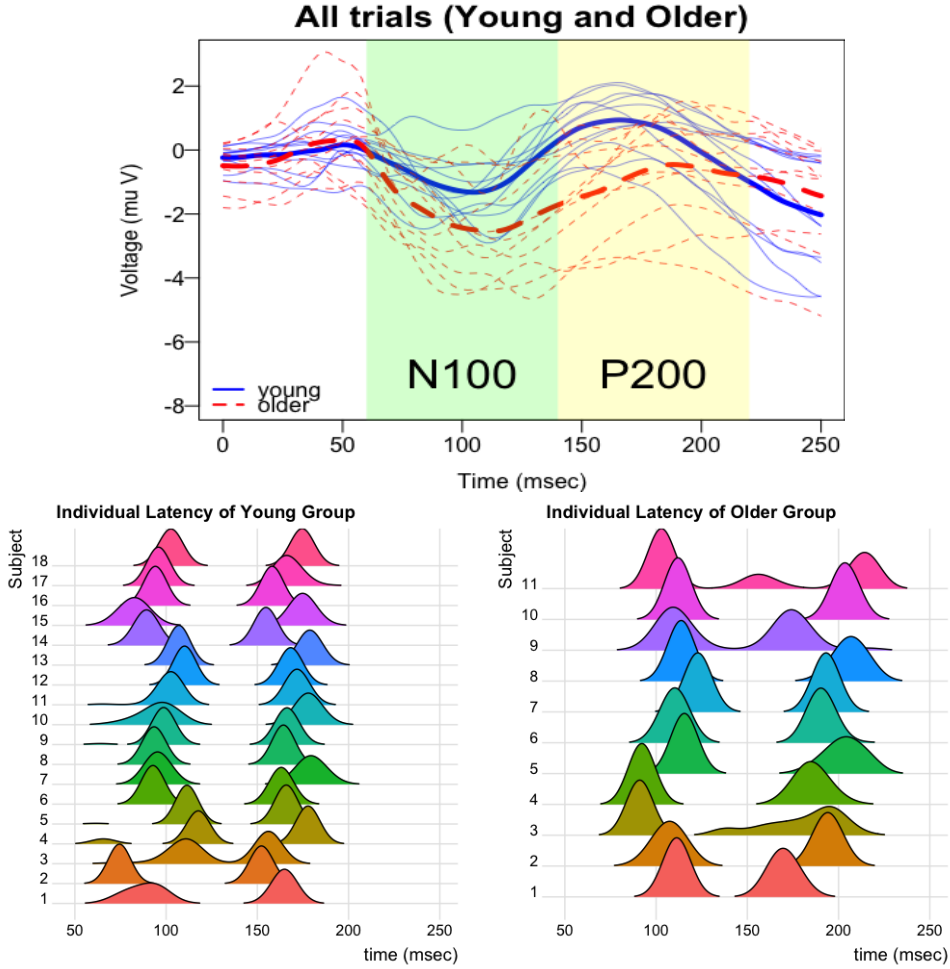 All trials (Young and Older)
Voltage (mu V)
2
0
-2
-4
-6
-8
N100 P200
young
older
0 50 100 150 200 250
Time (msec)
Individual Latency of Young Group
Subject
18
17
16
15
14
13
12
11
10
9
8
7
6
5
4
3
2
1
50 100 150 200 250
time (msec)
Individual Latency of Older Group
Subject
11
10
9
8
7
6
5
4
3
2
1
50 100 150 200 250
time (msec)